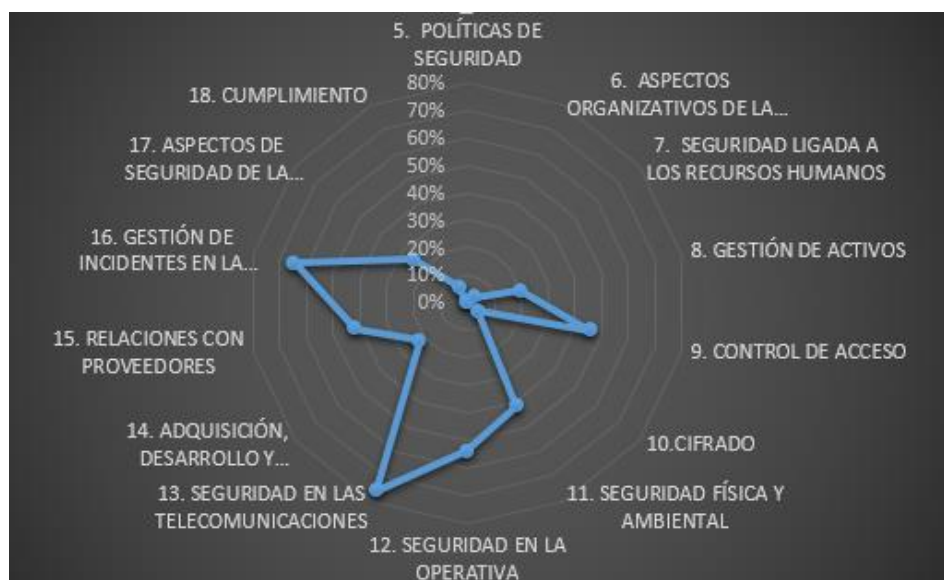 5.  POLÍTICAS DE
SEGURIDAD
6.  ASPECTOS
ORGANIZATIVOS DE LA...
7.  SEGURIDAD LIGADA A
LOS RECURSOS HUMANOS
8. GESTIÓN DE ACTIVOS
9. CONTROL DE ACCESO
10.CIFRADO
11. SEGURIDAD FÍSICA Y
AMBIENTAL
12. SEGURIDAD EN LA
OPERATIVA
13. SEGURIDAD EN LAS
TELECOMUNICACIONES
14. ADQUISICIÓN,
DESARROLLO Y...
15. RELACIONES CON
PROVEEDORES
16. GESTIÓN DE
INCIDENTES EN LA...
17. ASPECTOS DE
SEGURIDAD DE LA...
18. CUMPLIMIENTO
80%
70%
60%
50%
40%
30%
20%
10%
0%